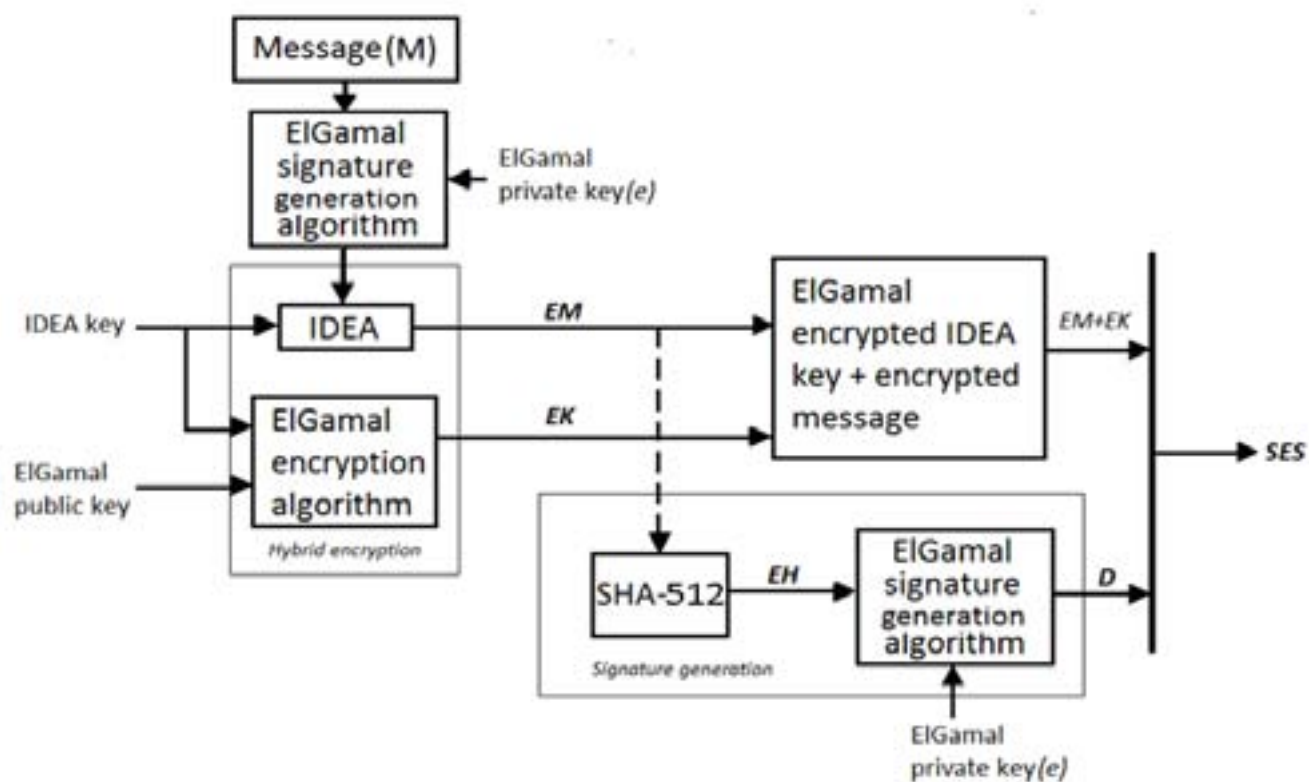 Message(M)
ElGamal
signature
generation
algorithm
ElGamal
private key(e)
IDEA key
IDEA
EM
ElGamal
encrypted IDEA
key + encrypted
message
EM+EK
ElGamal
encryption
algorithm
EK
ElGamal
public key
Hybrid encryption
SES
SHA-512
EH
ElGamal
signature
generation
algorithm
D
Signature generation
ElGamal
private key(e)